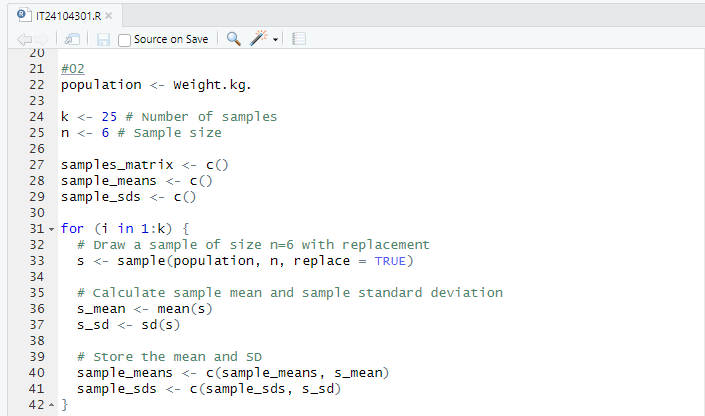 IT24104301.R
Source on Save
20
21 #02
22 population <- Weight.kg.
23
24 k <- 25 # Number of samples
25 n <- 6 # Sample size
26
27 samples_matrix <- c()
28 sample_means <- c()
29 sample_sds <- c()
30
31 for (i in 1:k) {
32   # Draw a sample of size n=6 with replacement
33   s <- sample(population, n, replace = TRUE)
34
35   # Calculate sample mean and sample standard deviation
36   s_mean <- mean(s)
37   s_sd <- sd(s)
38
39   # Store the mean and SD
40   sample_means <- c(sample_means, s_mean)
41   sample_sds <- c(sample_sds, s_sd)
42 }